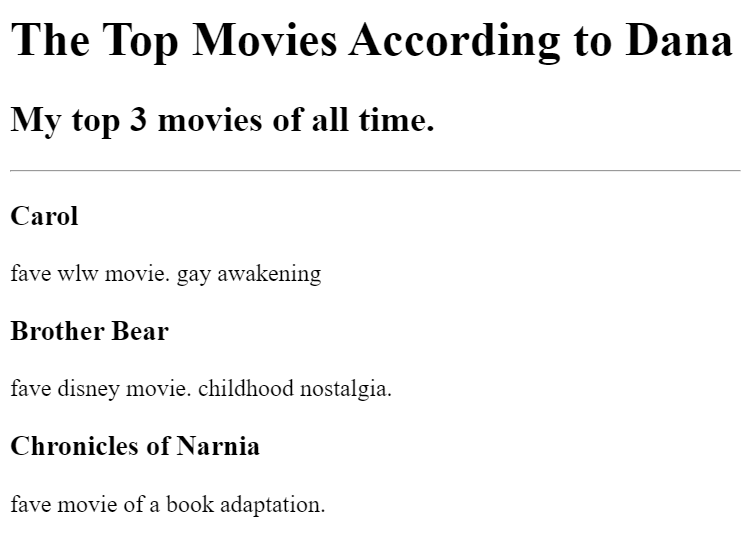 The Top Movies According to Dana
My top 3 movies of all time.
Carol
fave wlw movie. gay awakening
Brother Bear
fave disney movie. childhood nostalgia.
Chronicles of Narnia
fave movie of a book adaptation.